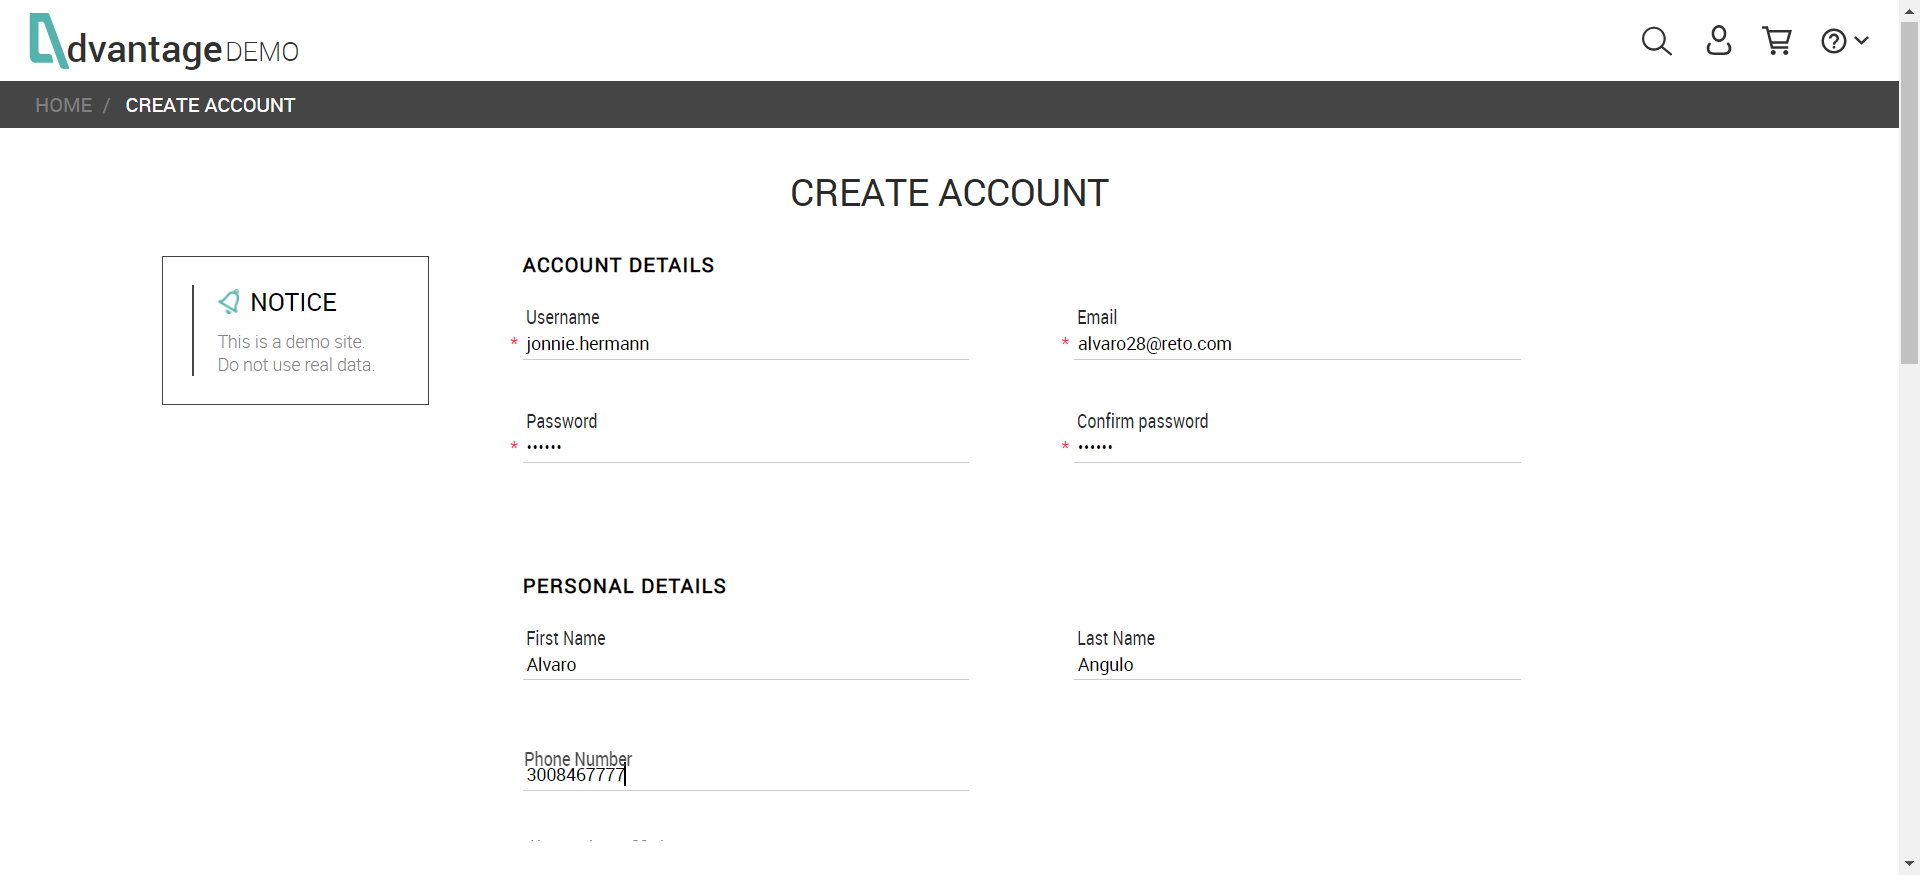 dvantage DEMO
HOME / CREATE ACCOUNT
CREATE ACCOUNT
NOTICE
This is a demo site.
Do not use real data.
ACCOUNT DETAILS
Username
* jonnie.hermann
Email
* alvaro28@reto.com
Password
* ••••••
Confirm password
* ••••••
PERSONAL DETAILS
First Name
Alvaro
Last Name
Angulo
Phone Number
3008467777